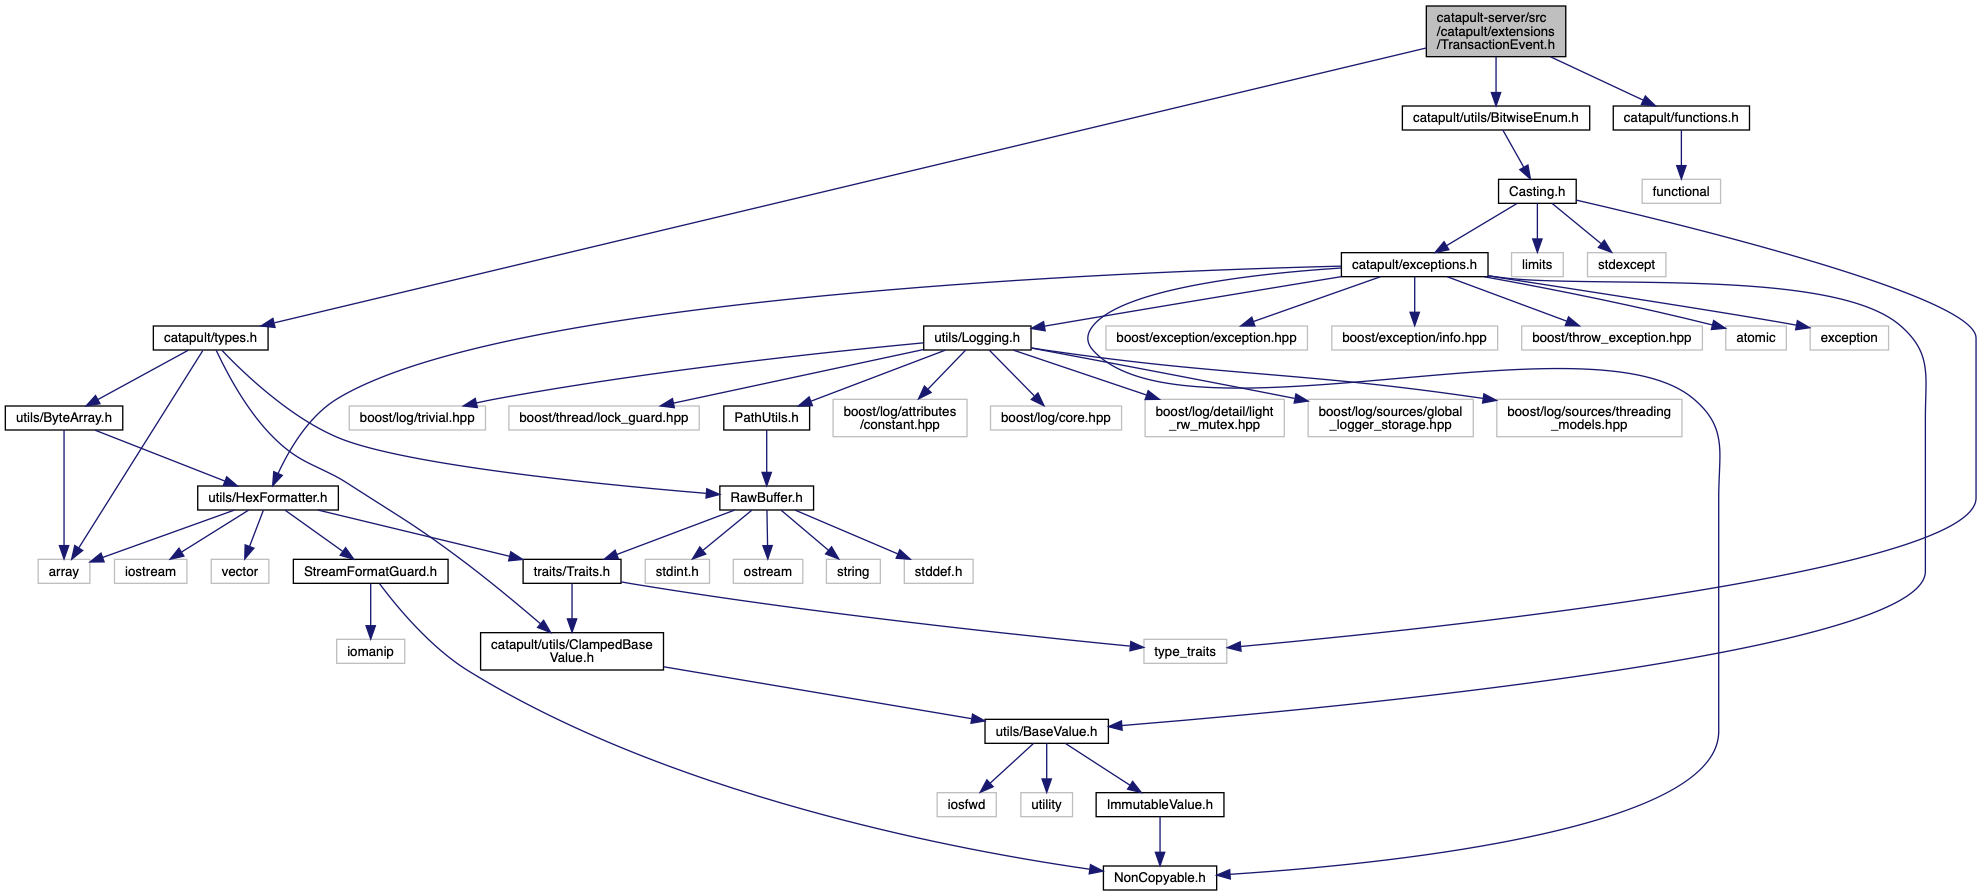 catapult-server/src
/catapult/extensions
/TransactionEvent.h
catapult/utils/BitwiseEnum.h
catapult/functions.h
Casting.h
functional
catapult/exceptions.h
limits
stdexcept
catapult/types.h
utils/Logging.h
boost/exception/exception.hpp
boost/exception/info.hpp
boost/throw_exception.hpp
atomic
exception
utils/ByteArray.h
boost/log/trivial.hpp
boost/thread/lock_guard.hpp
PathUtils.h
boost/log/attributes
/constant.hpp
boost/log/core.hpp
boost/log/detail/light
_rw_mutex.hpp
boost/log/sources/global
_logger_storage.hpp
boost/log/sources/threading
_models.hpp
utils/HexFormatter.h
RawBuffer.h
array
iostream
vector
StreamFormatGuard.h
traits/Traits.h
stdint.h
ostream
string
stddef.h
iomanip
catapult/utils/ClampedBase
Value.h
type_traits
utils/BaseValue.h
iosfwd
utility
ImmutableValue.h
NonCopyable.h